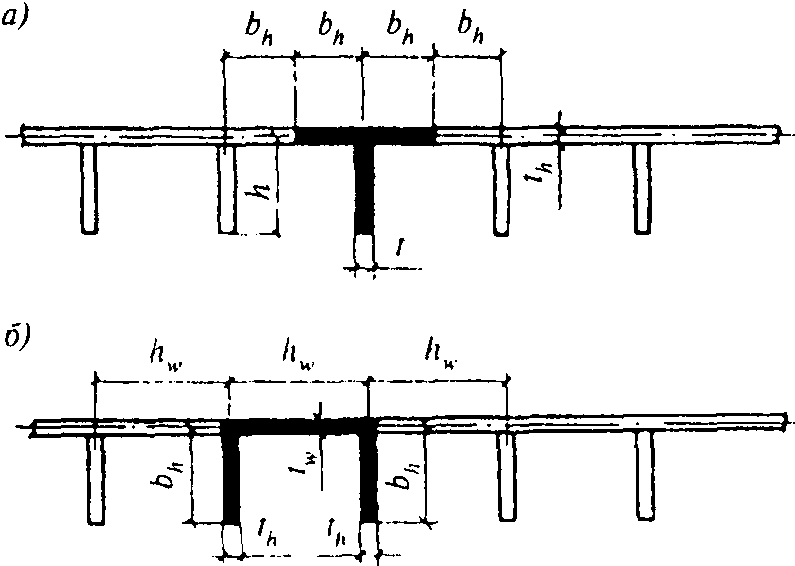 а)
b_h b_h b_h b_h
h
t_h
t
б)
h_w h_w h_w
b_h
t_w
b_h
t_h
t_h